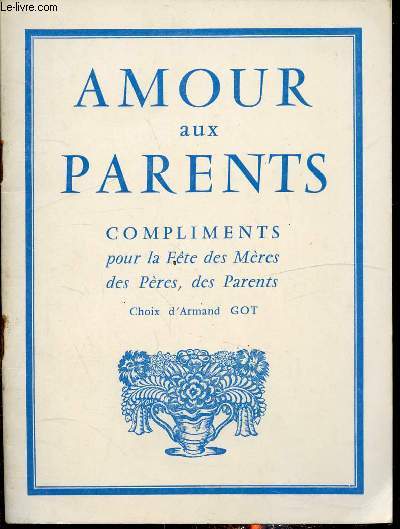 Le-livre.com
AMOUR
aux
PARENTS
COMPLIMENTS
pour la Fête des Mères
des Pères, des Parents
Choix d'Armand GOT